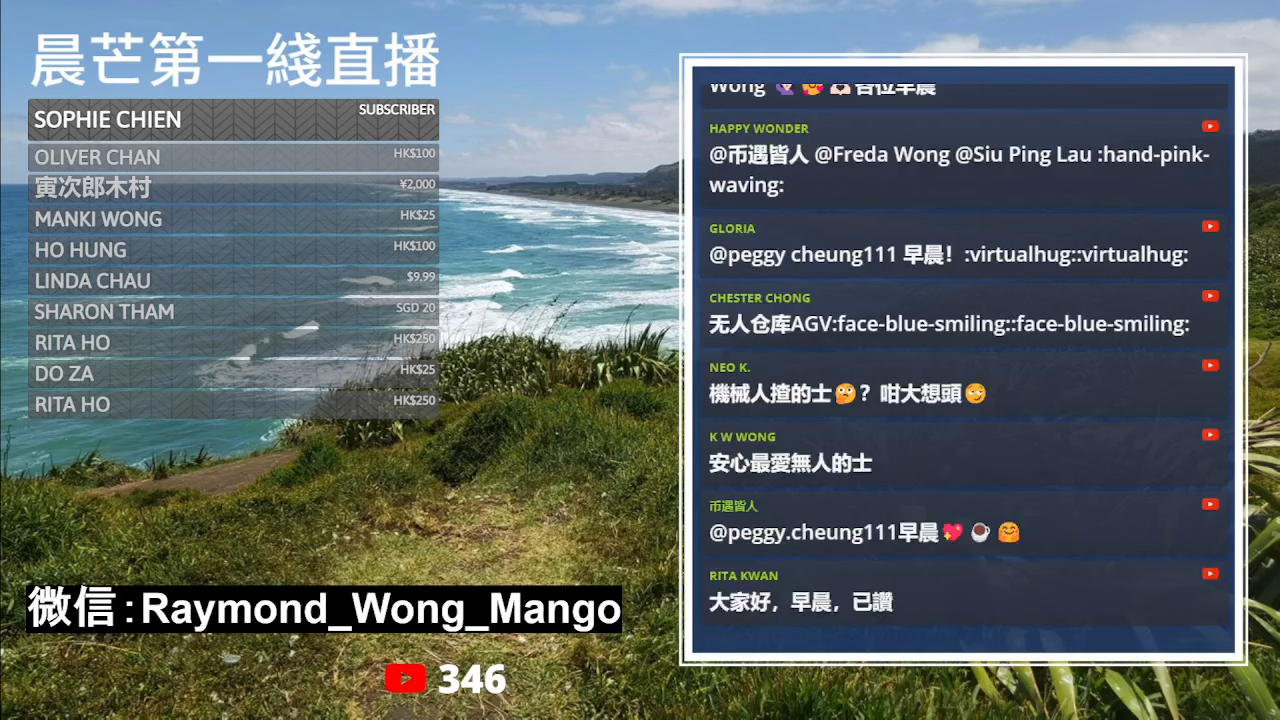 晨芒第一綫直播
SOPHIE CHIEN SUBSCRIBER
OLIVER CHAN HK$100
寅次郎木村 ¥2,000
MANKI WONG HK$25
HO HUNG HK$100
LINDA CHAU $9.99
SHARON THAM SGD 20
RITA HO HK$250
DO ZA HK$25
RITA HO HK$250
微信:Raymond_Wong_Mango
346
Wong 🙋🏻‍♀️🥰🫶🏻各位早晨
HAPPY WONDER
@币遇皆人 @Freda Wong @Siu Ping Lau :hand-pink-
waving:
GLORIA
@peggy cheung111 早晨！:virtualhug::virtualhug:
CHESTER CHONG
无人仓库AGV:face-blue-smiling::face-blue-smiling:
NEO K.
機械人揸的士🤔？咁大想頭🙄
K W WONG
安心最愛無人的士
币遇皆人
@peggy.cheung111早晨💖☕🤗
RITA KWAN
大家好，早晨，已讚